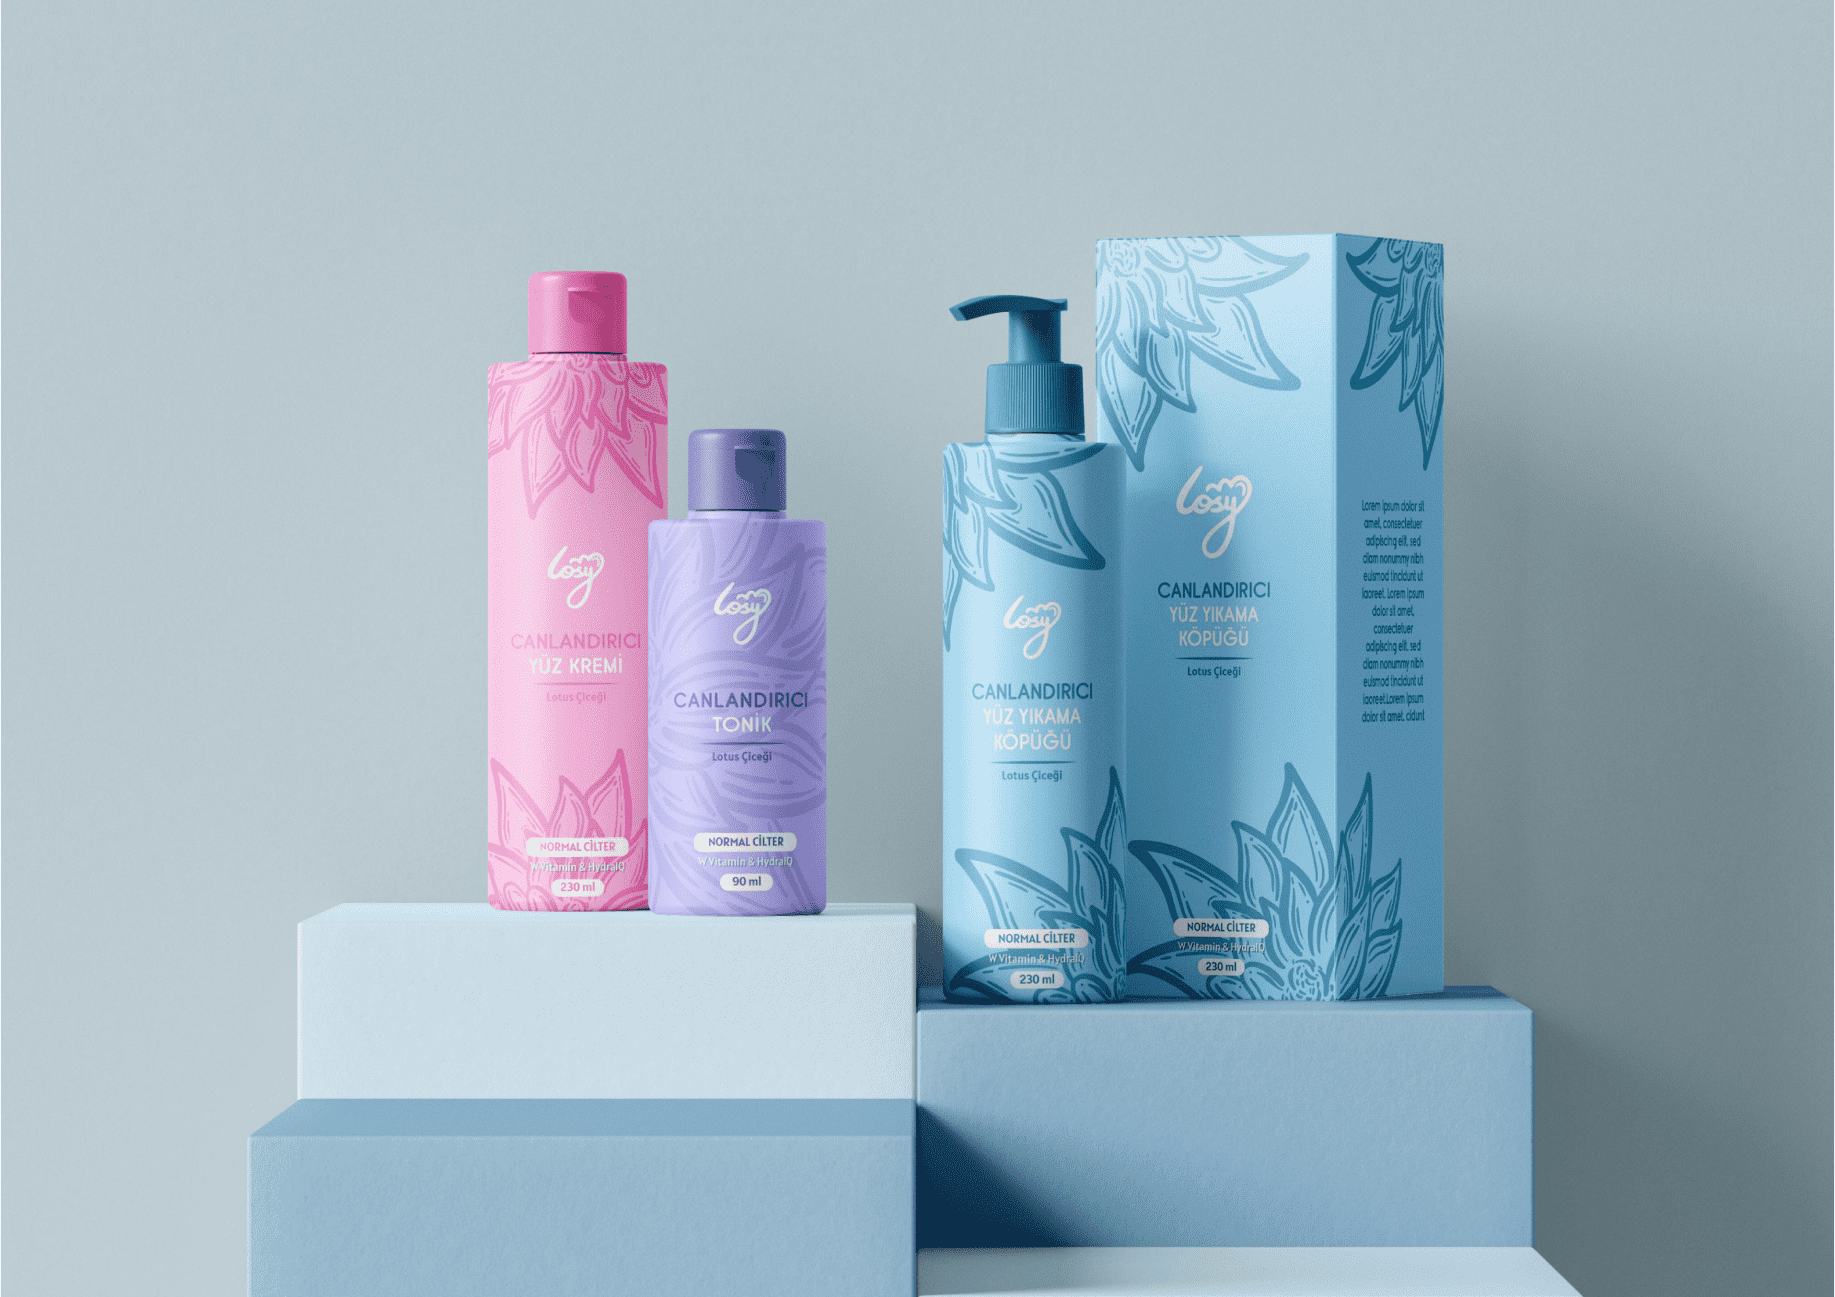 Losy
CANLANDIRICI
YÜZ KREMİ
Lotus Çiceği
NORMAL CİLTER
W Vitamin & HydralQ
230 ml
Losy
CANLANDIRICI
TONİK
Lotus Çiceği
NORMAL CİLTER
W Vitamin & HydralQ
90 ml
Losy
CANLANDIRICI
YÜZ YIKAMA
KÖPÜĞÜ
Lotus Çiceği
NORMAL CİLTER
W Vitamin & HydralQ
230 ml
Losy
CANLANDIRICI
YÜZ YIKAMA
KÖPÜĞÜ
Lotus Çiceği
NORMAL CİLTER
W Vitamin & HydralQ
230 ml
Lorem ipsum dolor sit
amet, consectetuer
adipiscing elit, sed
diam nonummy nibh
euismod tincidunt ut
laoreet. Lorem ipsum
dolor sit amet,
consectetuer
adipiscing elit, sed
diam nonummy nibh
euismod tincidunt ut
laoreet.Lorem ipsum
dolor sit amet, cidunt